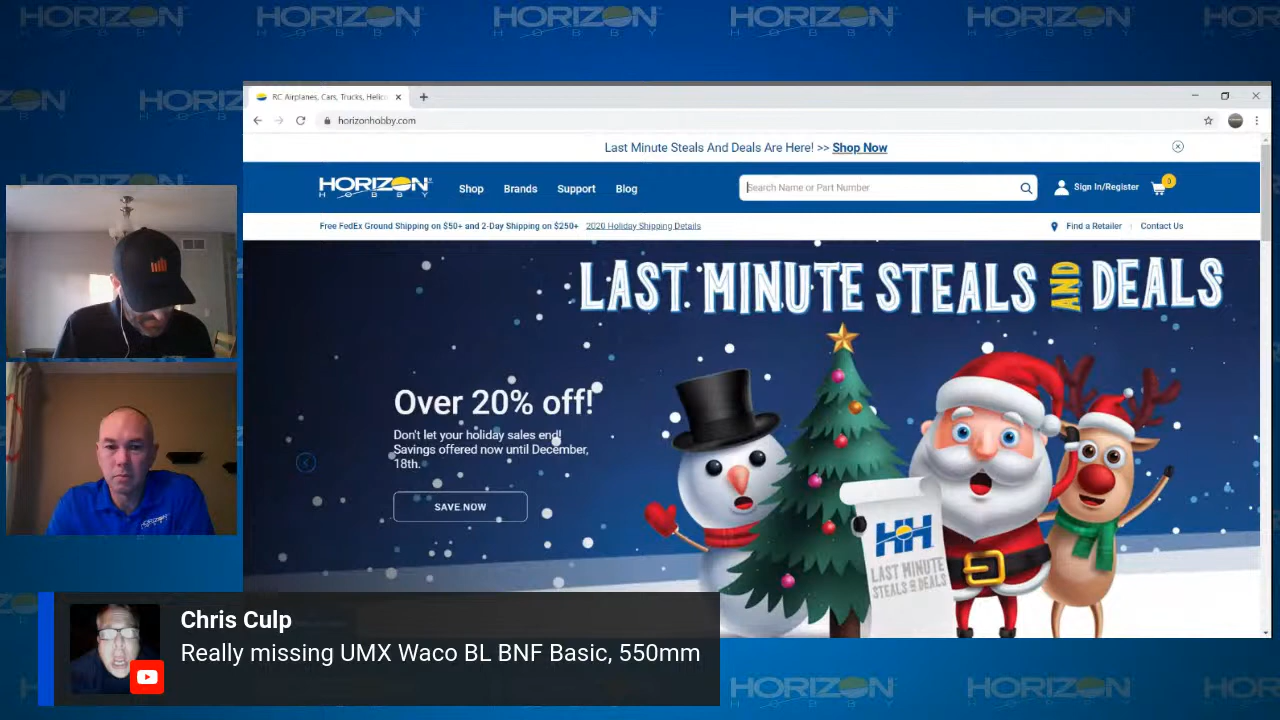 HORIZON HOBBY
RC Airplanes, Cars, Trucks, Helic
horizonhobby.com
Last Minute Steals And Deals Are Here! >> Shop Now
HORIZON
HOBBY
Shop Brands Support Blog
Search Name or Part Number
Sign In/Register
0
Free FedEx Ground Shipping on $50+ and 2-Day Shipping on $250+ 2020 Holiday Shipping Details
Find a Retailer | Contact Us
LAST MINUTE STEALS AND DEALS
Over 20% off!
Don't let your holiday sales end!
Savings offered now until December,
18th.
SAVE NOW
HH
LAST MINUTE
STEALS & DEALS
HORIZON
Chris Culp
Really missing UMX Waco BL BNF Basic, 550mm
HORIZON HOBBY